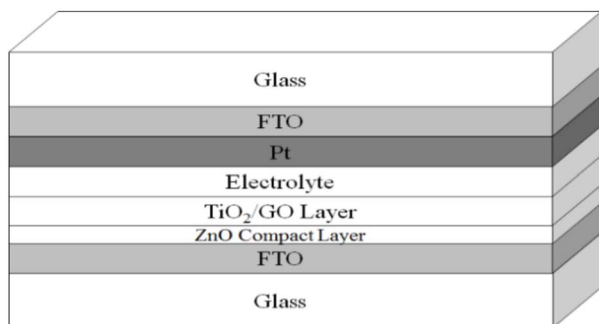 Glass
FTO
Pt
Electrolyte
TiO₂/GO Layer
ZnO Compact Layer
FTO
Glass